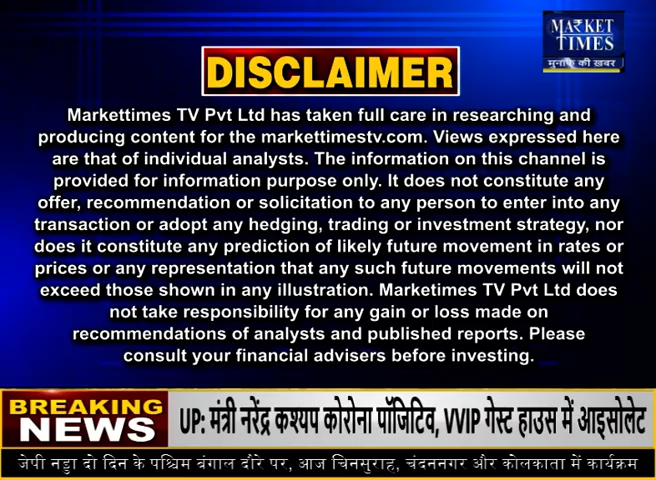 MARKET
TIMES
मुनाफे की ख़बर
DISCLAIMER
Markettimes TV Pvt Ltd has taken full care in researching and
producing content for the markettimestv.com. Views expressed here
are that of individual analysts. The information on this channel is
provided for information purpose only. It does not constitute any
offer, recommendation or solicitation to any person to enter into any
transaction or adopt any hedging, trading or investment strategy, nor
does it constitute any prediction of likely future movement in rates or
prices or any representation that any such future movements will not
exceed those shown in any illustration. Marketimes TV Pvt Ltd does
not take responsibility for any gain or loss made on
recommendations of analysts and published reports. Please
consult your financial advisers before investing.
BREAKING
NEWS
UP: मंत्री नरेंद्र कश्यप कोरोना पॉजिटिव, VVIP गेस्ट हाउस में आइसोलेट
जेपी नड्डा दो दिन के पश्चिम बंगाल दौरे पर, आज चिनसुराह, चंदननगर और कोलकाता में कार्यक्रम